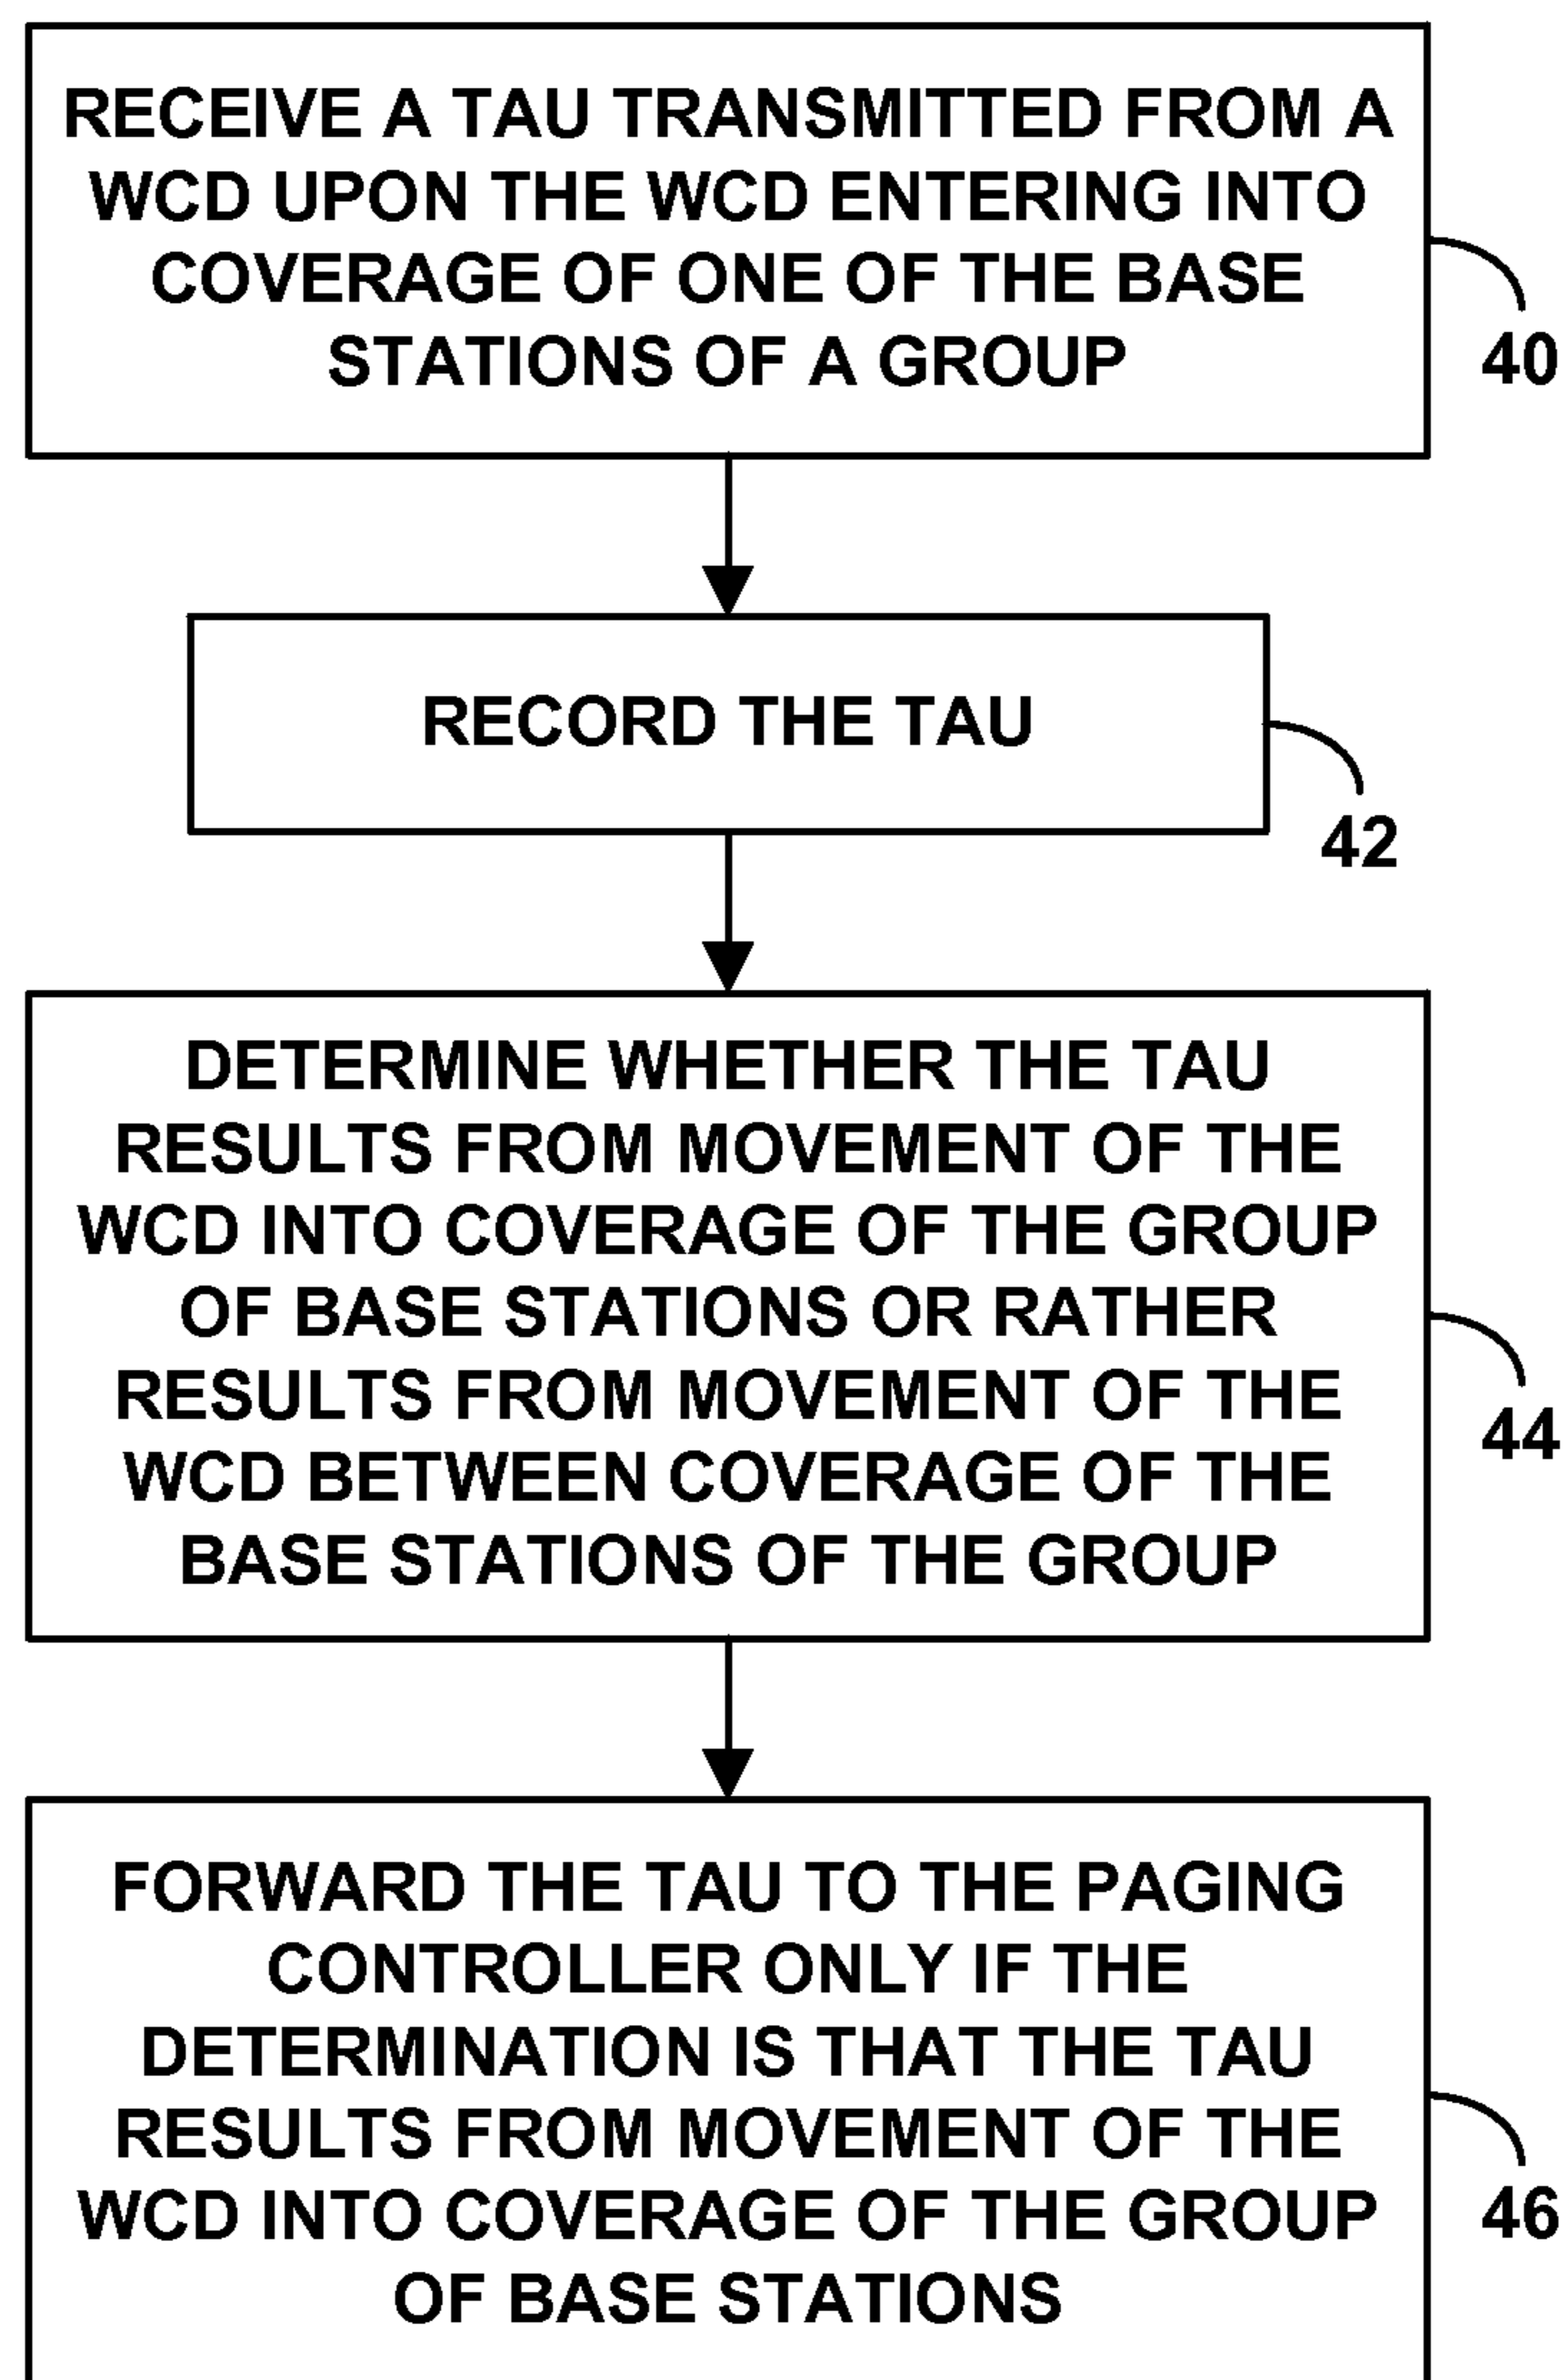 RECEIVE A TAU TRANSMITTED FROM A
WCD UPON THE WCD ENTERING INTO
COVERAGE OF ONE OF THE BASE
STATIONS OF A GROUP
40
RECORD THE TAU
42
DETERMINE WHETHER THE TAU
RESULTS FROM MOVEMENT OF THE
WCD INTO COVERAGE OF THE GROUP
OF BASE STATIONS OR RATHER
RESULTS FROM MOVEMENT OF THE
WCD BETWEEN COVERAGE OF THE
BASE STATIONS OF THE GROUP
44
FORWARD THE TAU TO THE PAGING
CONTROLLER ONLY IF THE
DETERMINATION IS THAT THE TAU
RESULTS FROM MOVEMENT OF THE
WCD INTO COVERAGE OF THE GROUP
OF BASE STATIONS
46